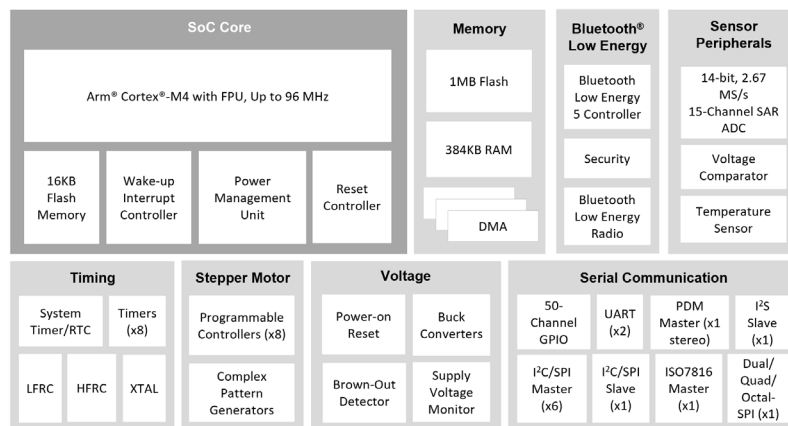 SoC Core
Arm® Cortex®-M4 with FPU, Up to 96 MHz
16KB
Flash
Memory
Wake-up
Interrupt
Controller
Power
Management
Unit
Reset
Controller
Memory
1MB Flash
384KB RAM
DMA
Bluetooth®
Low Energy
Bluetooth
Low Energy
5 Controller
Security
Bluetooth
Low Energy
Radio
Sensor
Peripherals
14-bit, 2.67
MS/s
15-Channel SAR
ADC
Voltage
Comparator
Temperature
Sensor
Timing
System
Timer/RTC
Timers
(x8)
LFRC
HFRC
XTAL
Stepper Motor
Programmable
Controllers (x8)
Complex
Pattern
Generators
Voltage
Power-on
Reset
Buck
Converters
Brown-Out
Detector
Supply
Voltage
Monitor
Serial Communication
50-
Channel
GPIO
UART
(x2)
PDM
Master (x1
stereo)
I²S
Slave
(x1)
I²C/SPI
Master
(x6)
I²C/SPI
Slave
(x1)
ISO7816
Master
(x1)
Dual/
Quad/
Octal-
SPI (x1)